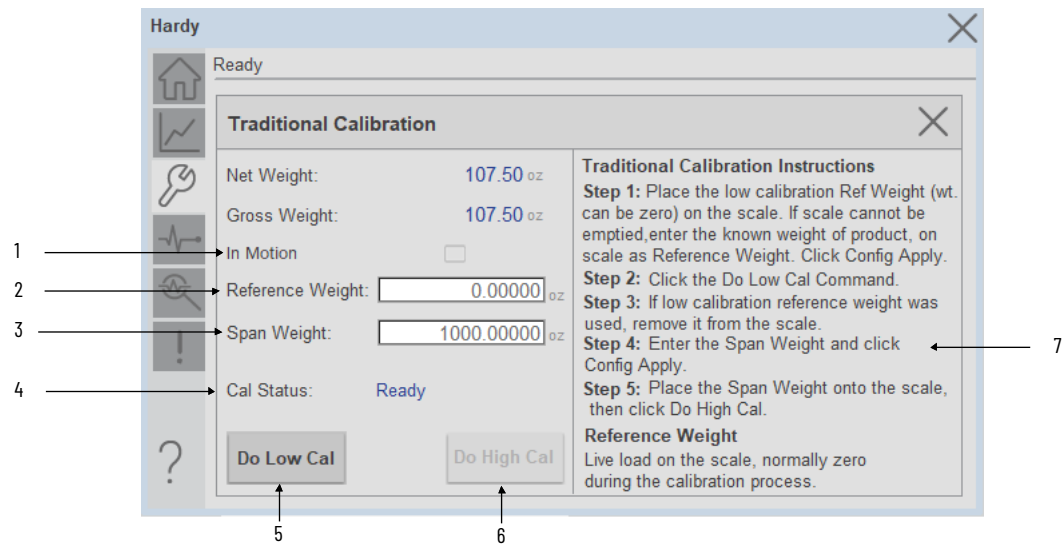 Hardy
Ready
Traditional Calibration
Net Weight: 107.50 oz
Gross Weight: 107.50 oz
1 In Motion
2 Reference Weight: 0.00000 oz
3 Span Weight: 1000.00000 oz
4 Cal Status: Ready
Do Low Cal Do High Cal
5 6
Traditional Calibration Instructions
Step 1: Place the low calibration Ref Weight (wt.
can be zero) on the scale. If scale cannot be
emptied,enter the known weight of product, on
scale as Reference Weight. Click Config Apply.
Step 2: Click the Do Low Cal Command.
Step 3: If low calibration reference weight was
used, remove it from the scale.
Step 4: Enter the Span Weight and click
Config Apply.
Step 5: Place the Span Weight onto the scale,
then click Do High Cal.
Reference Weight
Live load on the scale, normally zero
during the calibration process.
7
?